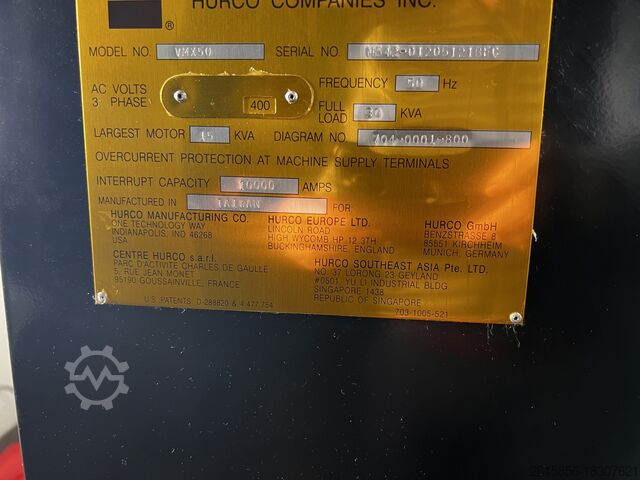 HURCO COMPANIES INC.
®
MODEL NO. VMX50 SERIAL NO.
AC VOLTS 3 PHASE 400 FREQUENCY 50 Hz
FULL LOAD 30 KVA
LARGEST MOTOR 15 KVA DIAGRAM NO. 704-0001-800
OVERCURRENT PROTECTION AT MACHINE SUPPLY TERMINALS
INTERRUPT CAPACITY 10000 AMPS
MANUFACTURED IN TAIWAN FOR
HURCO MANUFACTURING CO.
ONE TECHNOLOGY WAY
INDIANAPOLIS, IND 46268
USA
HURCO EUROPE LTD.
LINCOLN ROAD
HIGH WYCOMB HP 12 3TH
BUCKINGHAMSHIRE, ENGLAND
HURCO GmbH
BENZSTRASSE 8
85551 KIRCHHEIM
MUNICH, GERMANY
CENTRE HURCO s.a.r.l.
PARC D'ACTIVITE CHARLES DE GAULLE
5, RUE JEAN MONET
95190 GOUSSAINVILLE, FRANCE
HURCO SOUTHEAST ASIA Pte. LTD.
NO. 37 LORONG 23 GEYLAND
#0501, YU LI INDUSTRIAL BLDG
SINGAPORE 1438
REPUBLIC OF SINGAPORE
U.S. PATENTS: D-288820 & 4,477,754
703-1005-521
2615856-18307621